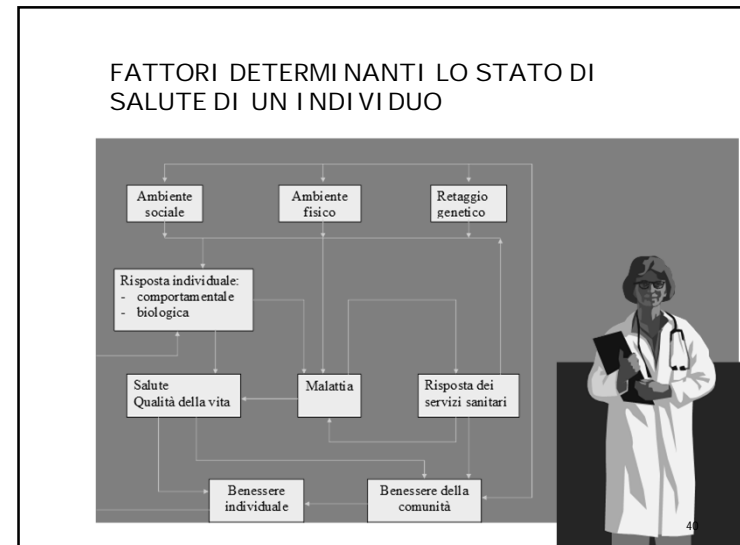 FATTORI DETERMINANTI LO STATO DI
SALUTE DI UN INDIVIDUO
Ambiente
sociale
Ambiente
fisico
Retaggio
genetico
Risposta individuale:
- comportamentale
- biologica
Salute
Qualità della vita
Malattia
Risposta dei
servizi sanitari
Benessere
individuale
Benessere della
comunità
40